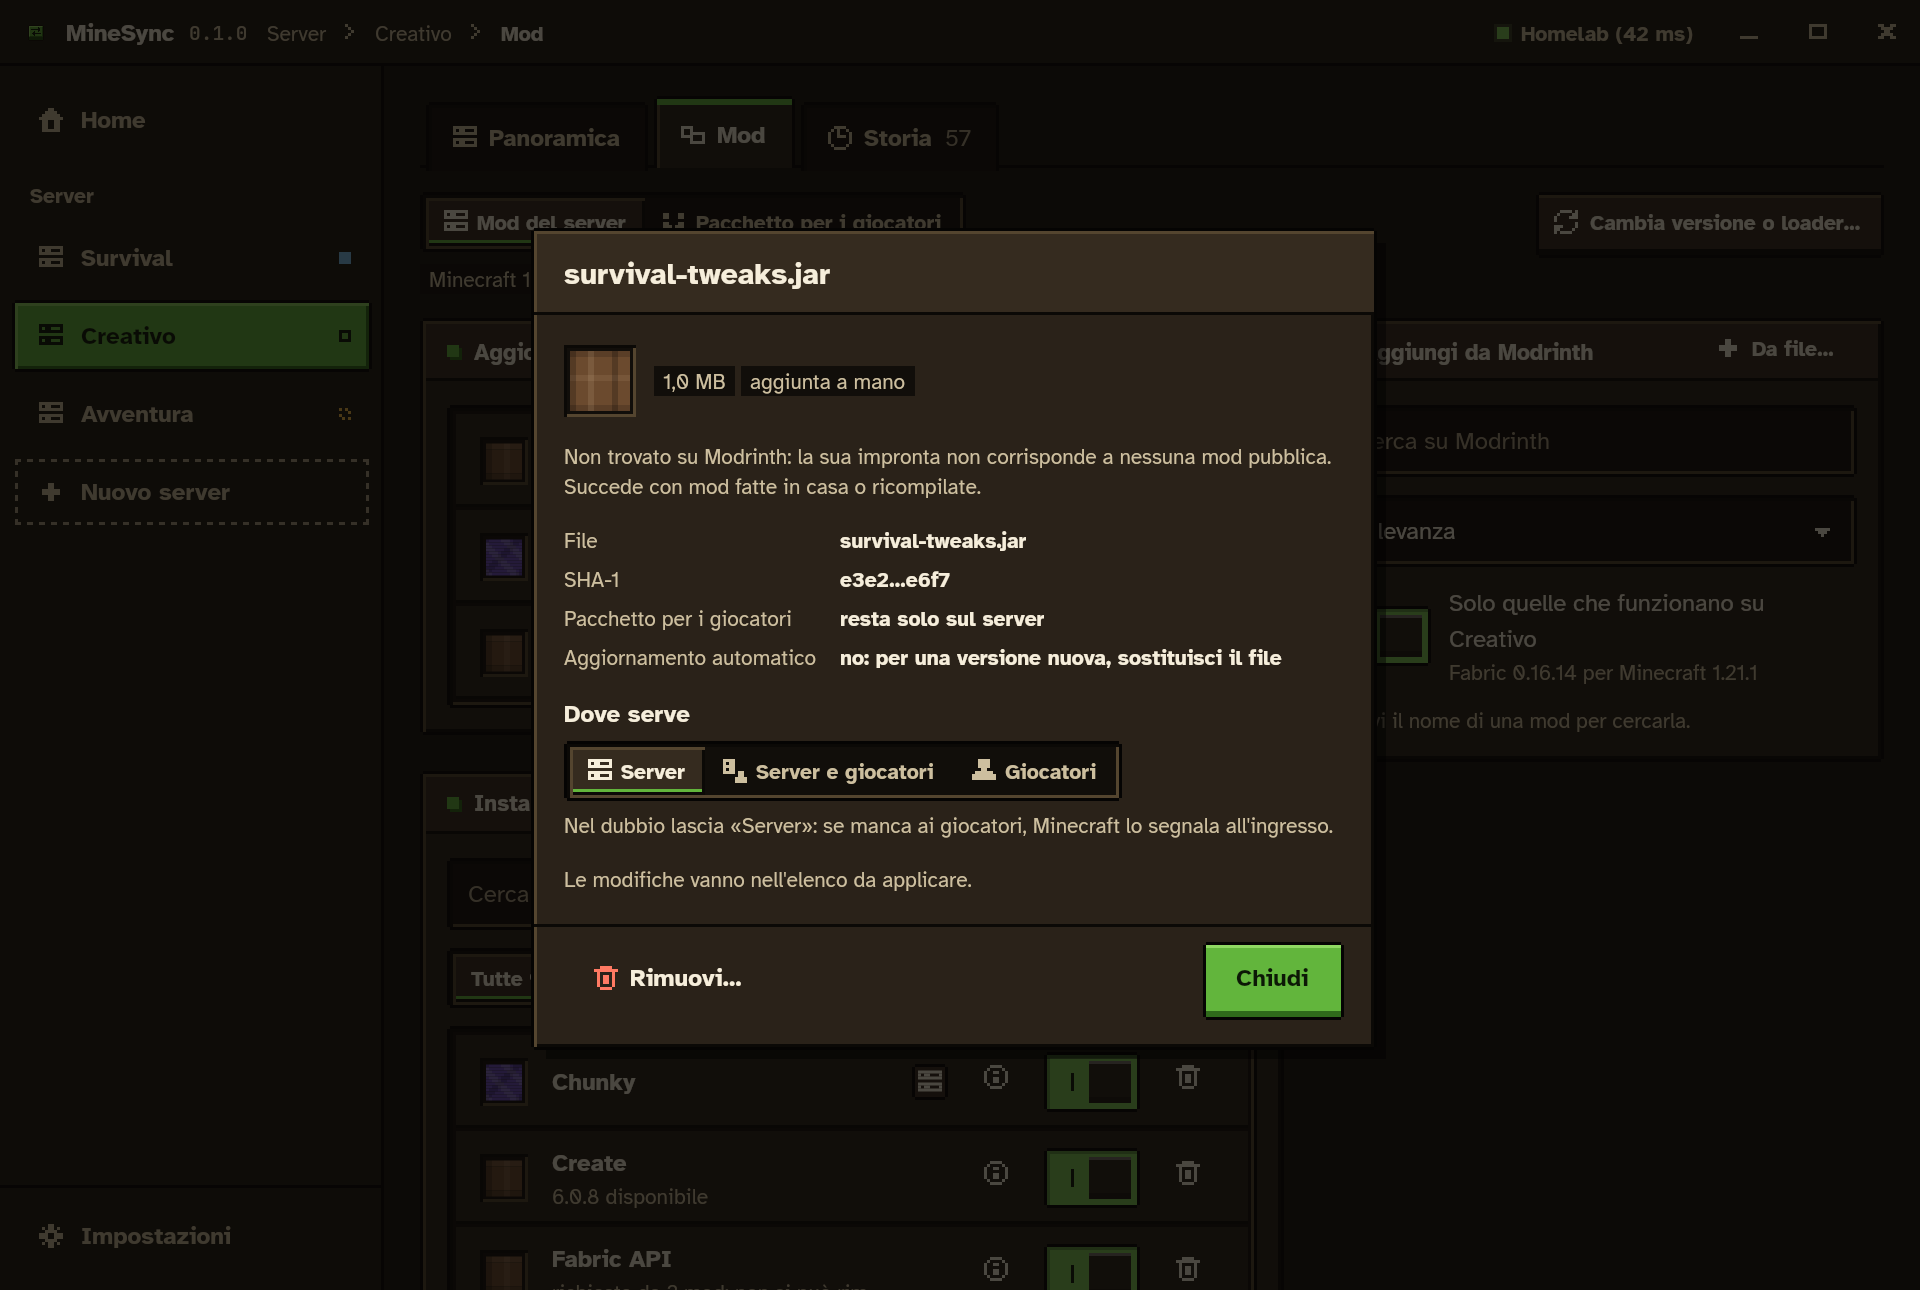 MineSync 0.1.0 Server Creativo Mod
Homelab (42 ms)
Home
Server
Survival
Creativo
Avventura
Nuovo server
Impostazioni
Panoramica
Mod
Storia 57
Mod del server
Pacchetto per i giocatori
Cambia versione o loader...
Minecraft 1
survival-tweaks.jar
1,0 MB
aggiunta a mano
Non trovato su Modrinth: la sua impronta non corrisponde a nessuna mod pubblica.
Succede con mod fatte in casa o ricompilate.
File survival-tweaks.jar
SHA-1 e3e2...e6f7
Pacchetto per i giocatori resta solo sul server
Aggiornamento automatico no: per una versione nuova, sostituisci il file
Dove serve
Server
Server e giocatori
Giocatori
Nel dubbio lascia «Server»: se manca ai giocatori, Minecraft lo segnala all'ingresso.
Le modifiche vanno nell'elenco da applicare.
Rimuovi...
Chiudi
ggiungi da Modrinth
Da file...
erca su Modrinth
levanza
Solo quelle che funzionano su
Creativo
Fabric 0.16.14 per Minecraft 1.21.1
il nome di una mod per cercarla.
Aggio
Insta
Cerca
Tutte
Chunky
Create
6.0.8 disponibile
Fabric API